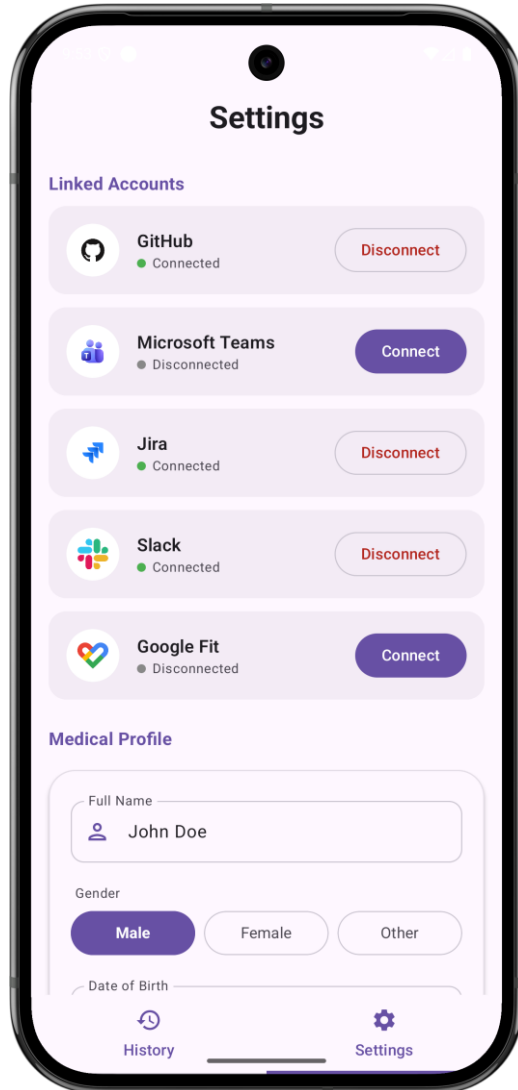 Settings
Linked Accounts
GitHub
Connected
Disconnect
Microsoft Teams
Disconnected
Connect
Jira
Connected
Disconnect
Slack
Connected
Disconnect
Google Fit
Disconnected
Connect
Medical Profile
Full Name
John Doe
Gender
Male Female Other
Date of Birth
History Settings